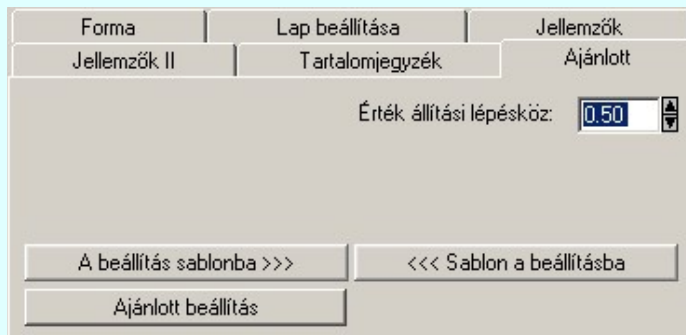 Forma
Lap beállítása
Jellemzők
Jellemzők II
Tartalomjegyzék
Ajánlott
Érték állítási lépésköz: 0.50
A beállítás sablonba >>>
<<< Sablon a beállításba
Ajánlott beállítás